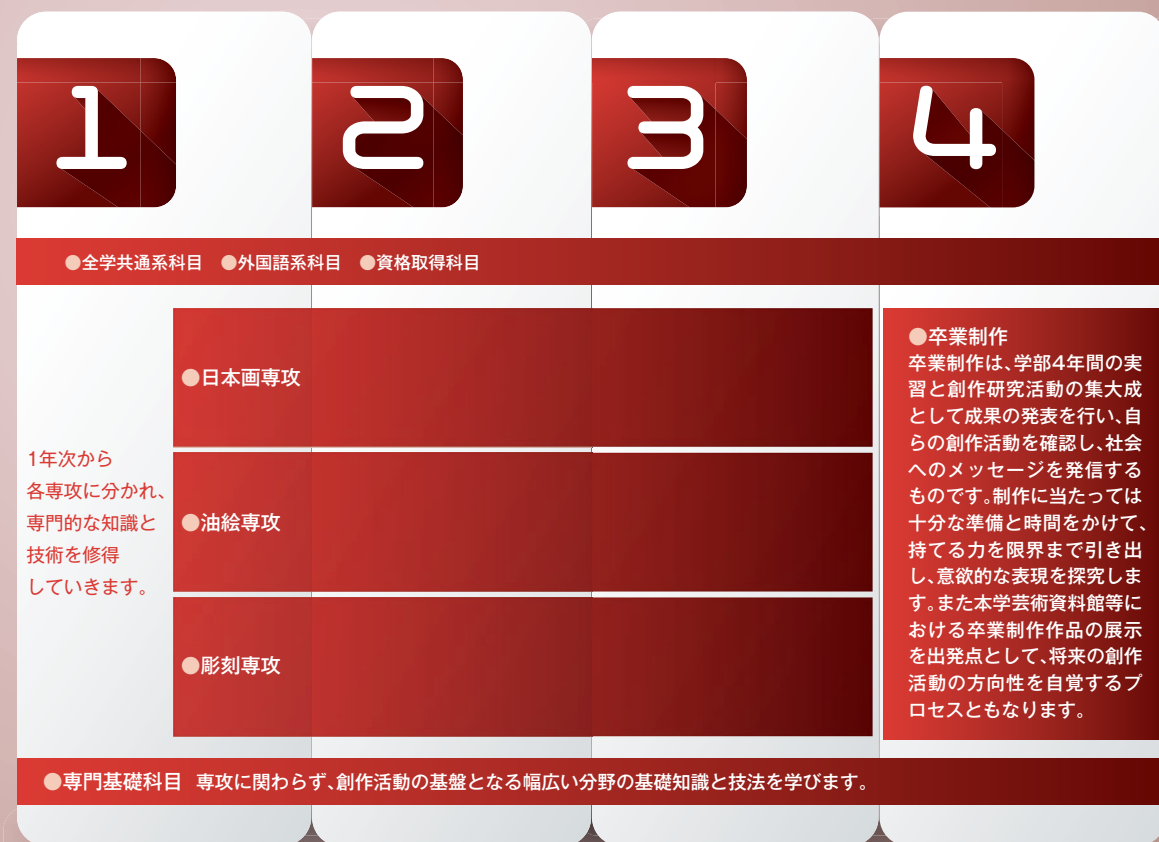 1
2
3
4
●全学共通系科目 ●外国語系科目 ●資格取得科目
1年次から
各専攻に分かれ、
専門的な知識と
技術を修得
していきます。
●日本画専攻
●油絵専攻
●彫刻専攻
●卒業制作
卒業制作は、学部4年間の実
習と創作研究活動の集大成
として成果の発表を行い、自
らの創作活動を確認し、社会
へのメッセージを発信する
ものです。制作に当たっては
十分な準備と時間をかけて、
持てる力を限界まで引き出
し、意欲的な表現を探究しま
す。また本学芸術資料館等に
おける卒業制作作品の展示
を出発点として、将来の創作
活動の方向性を自覚するプ
ロセスともなります。
●専門基礎科目 専攻に関わらず、創作活動の基盤となる幅広い分野の基礎知識と技法を学びます。